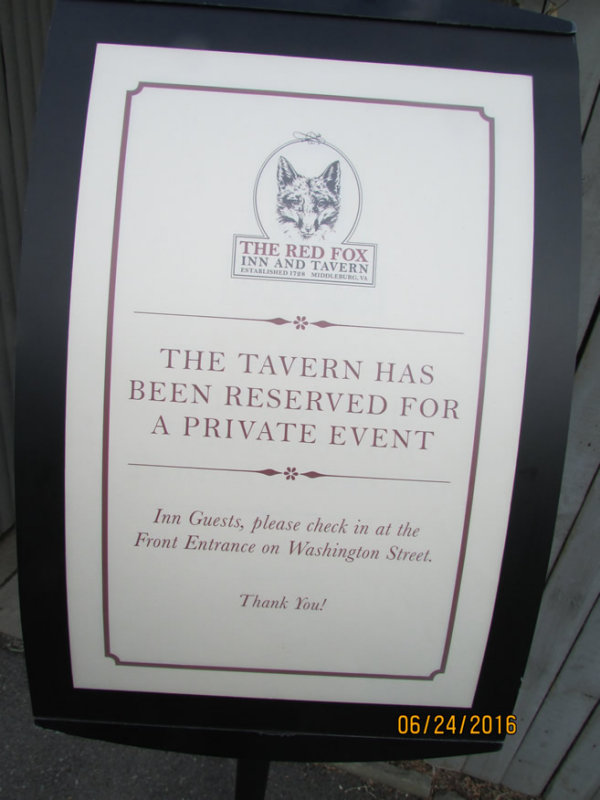 THE RED FOX
INN AND TAVERN
ESTABLISHED 1728 MIDDLEBURG, VA
THE TAVERN HAS
BEEN RESERVED FOR
A PRIVATE EVENT
Inn Guests, please check in at the
Front Entrance on Washington Street.
Thank You!
06/24/2016